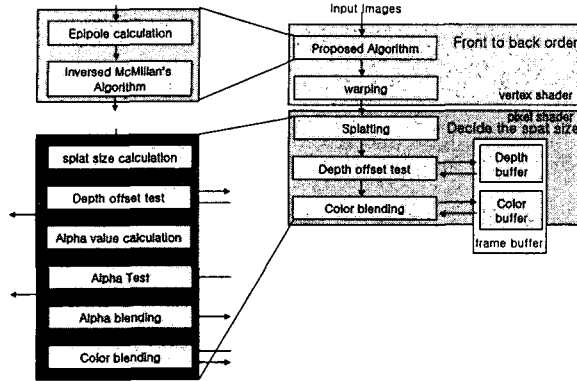 Input Images
Epipole calculation
Inversed McMillan's
Algorithm
Proposed Algorithm
Front to back order
warping
vertex shader
pixel shader
Splatting
Decide the spat size
splat size calculation
Depth offset test
Alpha value calculation
Alpha Test
Alpha blending
Color blending
Depth offset test
Color blending
Depth
buffer
Color
buffer
frame buffer